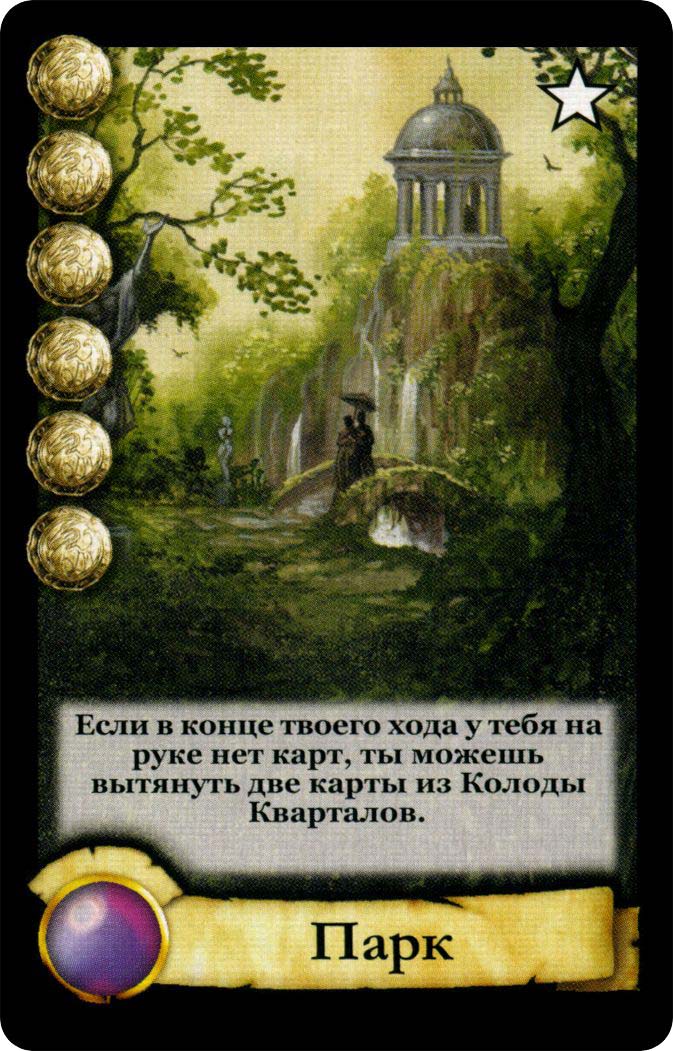 Если в конце твоего хода у тебя на
руке нет карт, ты можешь
вытянуть две карты из Колоды
Кварталов.
Парк